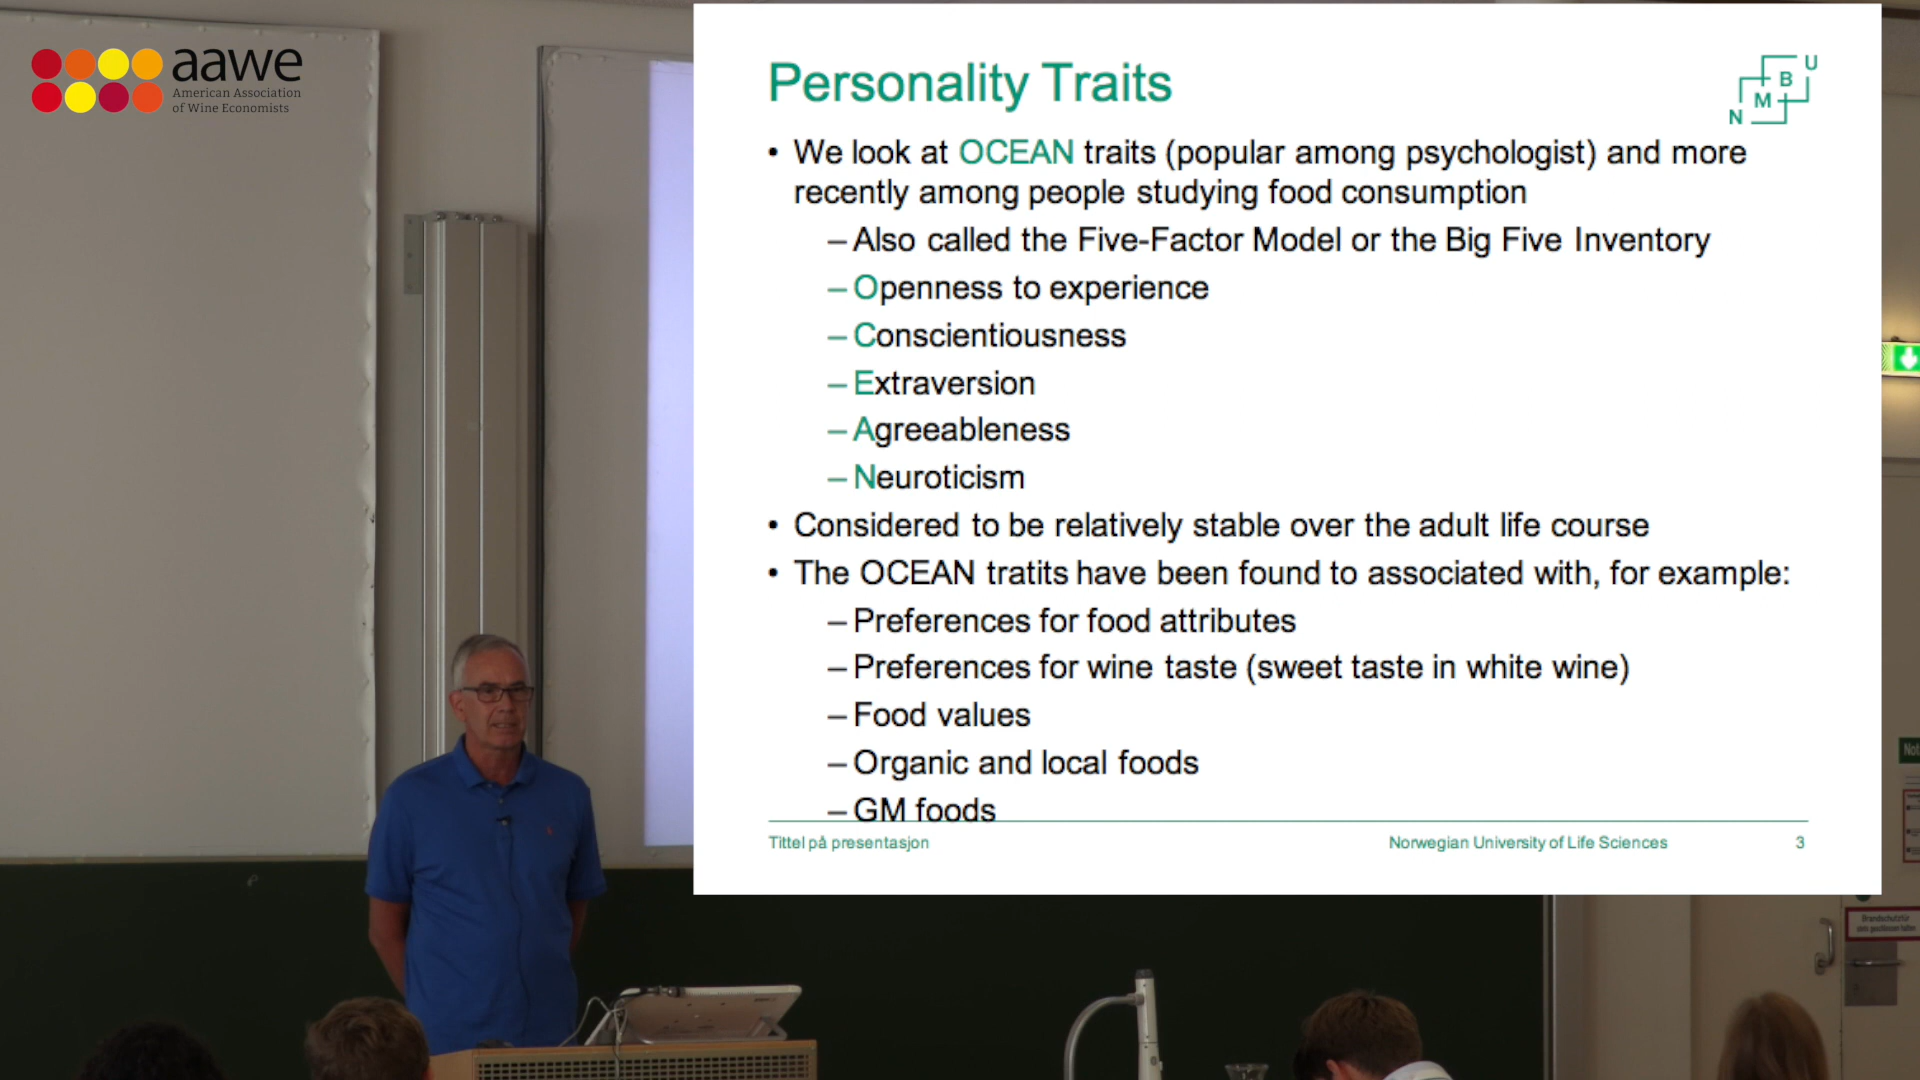 aawe
American Association
of Wine Economists
Personality Traits
N M B U
• We look at OCEAN traits (popular among psychologist) and more
recently among people studying food consumption
– Also called the Five-Factor Model or the Big Five Inventory
– Openness to experience
– Conscientiousness
– Extraversion
– Agreeableness
– Neuroticism
• Considered to be relatively stable over the adult life course
• The OCEAN tratits have been found to associated with, for example:
– Preferences for food attributes
– Preferences for wine taste (sweet taste in white wine)
– Food values
– Organic and local foods
– GM foods
Tittel på presentasjon
Norwegian University of Life Sciences
3
Not